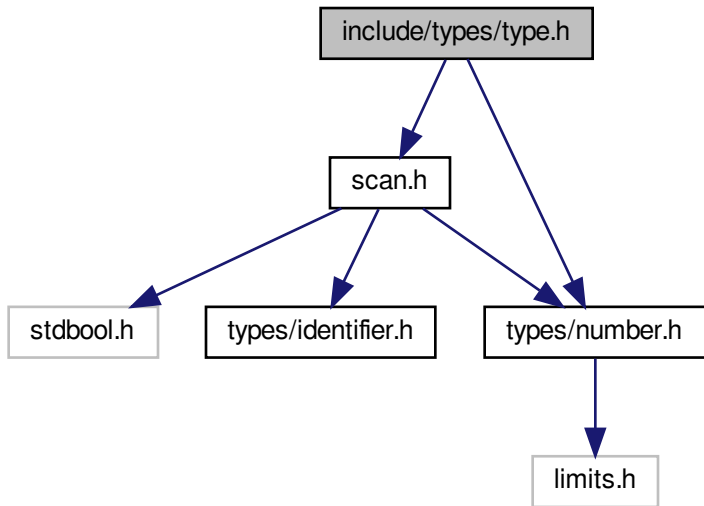 include/types/type.h
scan.h
stdbool.h
types/identifier.h
types/number.h
limits.h